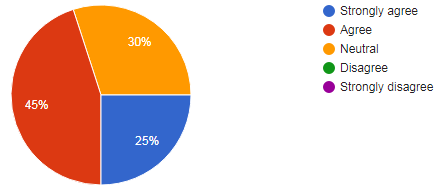 30%
45%
25%
Strongly agree
Agree
Neutral
Disagree
Strongly disagree